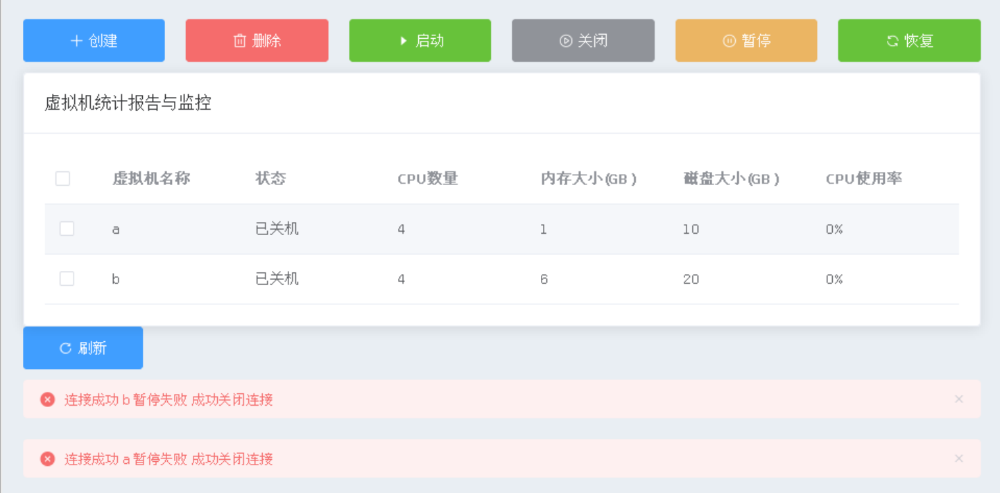 创建 删除 启动 关闭 暂停 恢复
虚拟机统计报告与监控
虚拟机名称 状态 CPU数量 内存大小(GB) 磁盘大小(GB) CPU使用率
a 已关机 4 1 10 0%
b 已关机 4 6 20 0%
刷新
连接成功 b 暂停失败 成功关闭连接
连接成功 a 暂停失败 成功关闭连接